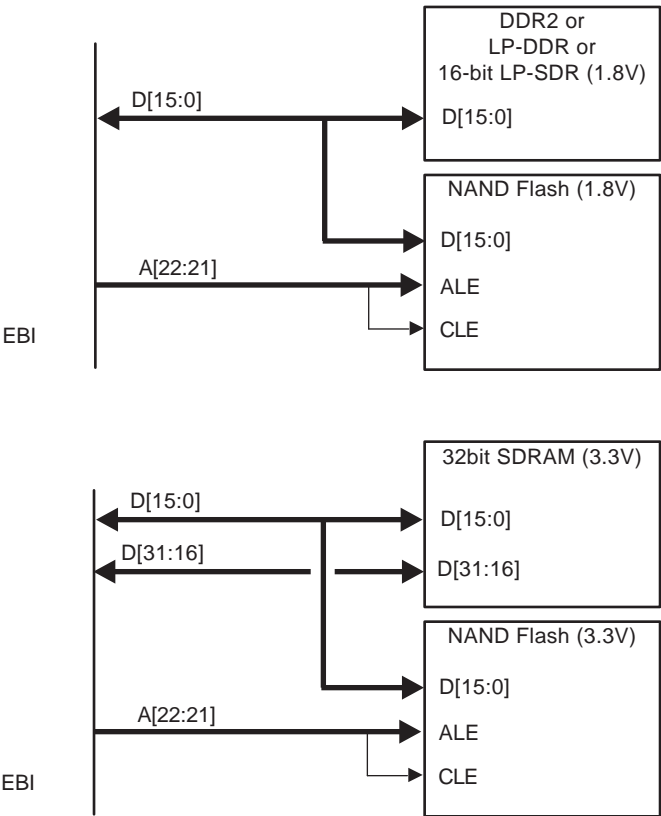 DDR2 or
LP-DDR or
16-bit LP-SDR (1.8V)
D[15:0]
D[15:0]
NAND Flash (1.8V)
D[15:0]
A[22:21]
ALE
CLE
EBI
32bit SDRAM (3.3V)
D[15:0]
D[15:0]
D[31:16]
D[31:16]
NAND Flash (3.3V)
D[15:0]
A[22:21]
ALE
CLE
EBI